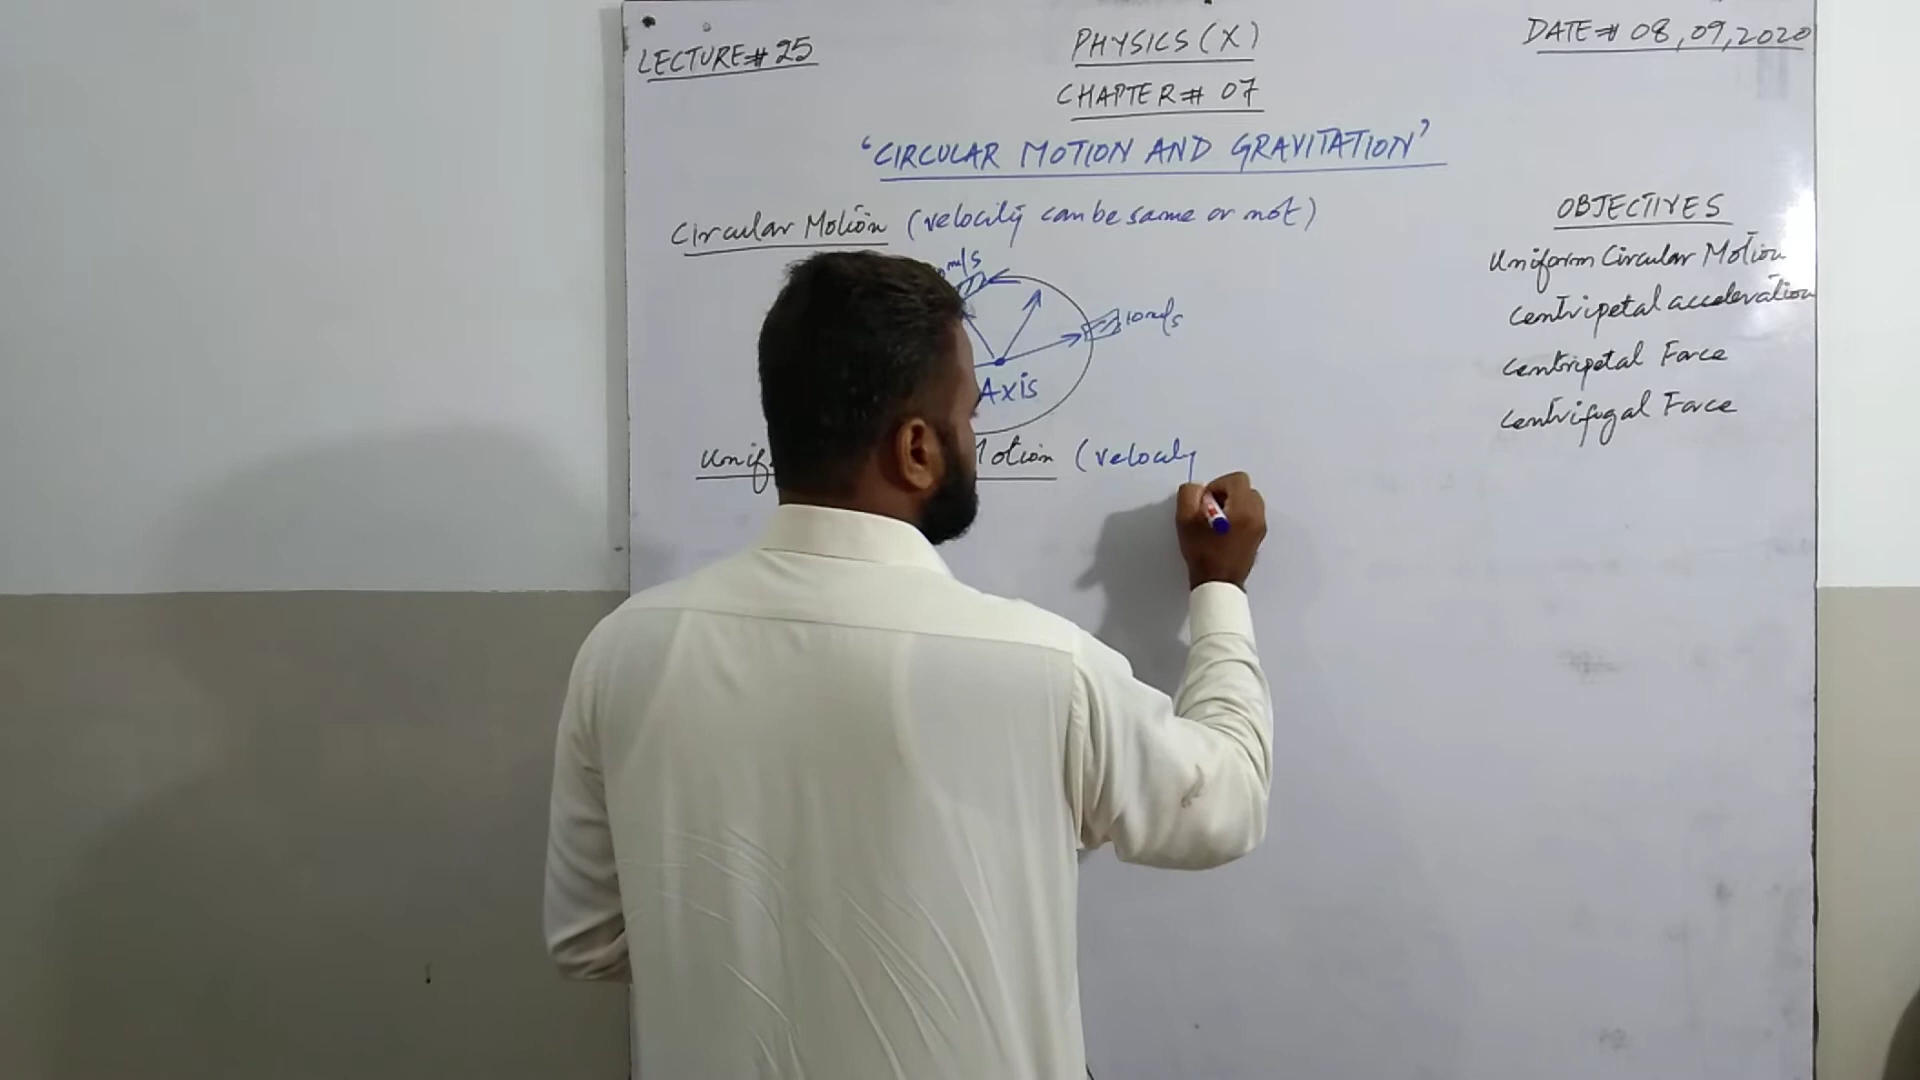 LECTURE# 25
PHYSICS (X)
DATE# 08,09,2020
CHAPTER# 07
‘CIRCULAR MOTION AND GRAVITATION’
Circular Motion (velocity can be same or not)
m/s
10m/s
Axis
Motion (velocity
OBJECTIVES
Uniform Circular Motion
Centripetal acceleration
Centripetal Force
Centrifugal Force